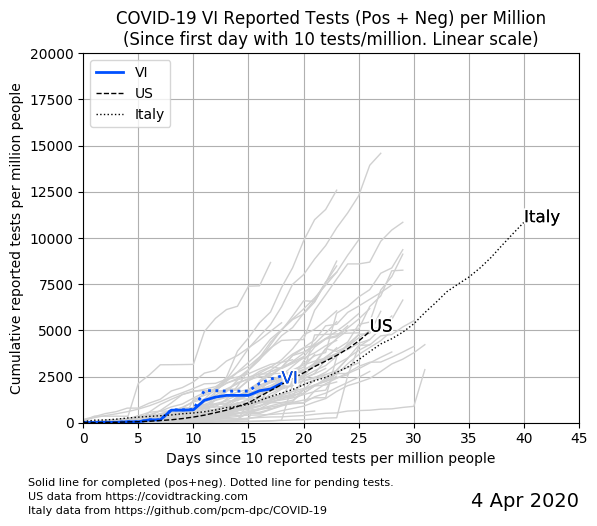 COVID-19 VI Reported Tests (Pos + Neg) per Million
(Since first day with 10 tests/million. Linear scale)
Cumulative reported tests per million people
20000
17500
15000
12500
10000
7500
5000
2500
0
VI
US
Italy
Italy
US
VI
0 5 10 15 20 25 30 35 40 45
Days since 10 reported tests per million people
Solid line for completed (pos+neg). Dotted line for pending tests.
US data from https://covidtracking.com
Italy data from https://github.com/pcm-dpc/COVID-19
4 Apr 2020